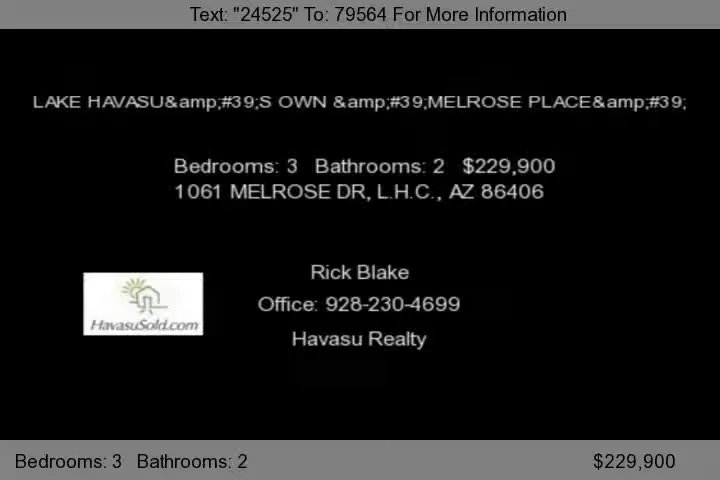 Text: "24525" To: 79564 For More Information
LAKE HAVASU&amp;#39;S OWN &amp;#39;MELROSE PLACE&amp;#39;
Bedrooms: 3 Bathrooms: 2 $229,900
1061 MELROSE DR, L.H.C., AZ 86406
Rick Blake
Office: 928-230-4699
HavasuSold.com
Havasu Realty
Bedrooms: 3 Bathrooms: 2 $229,900